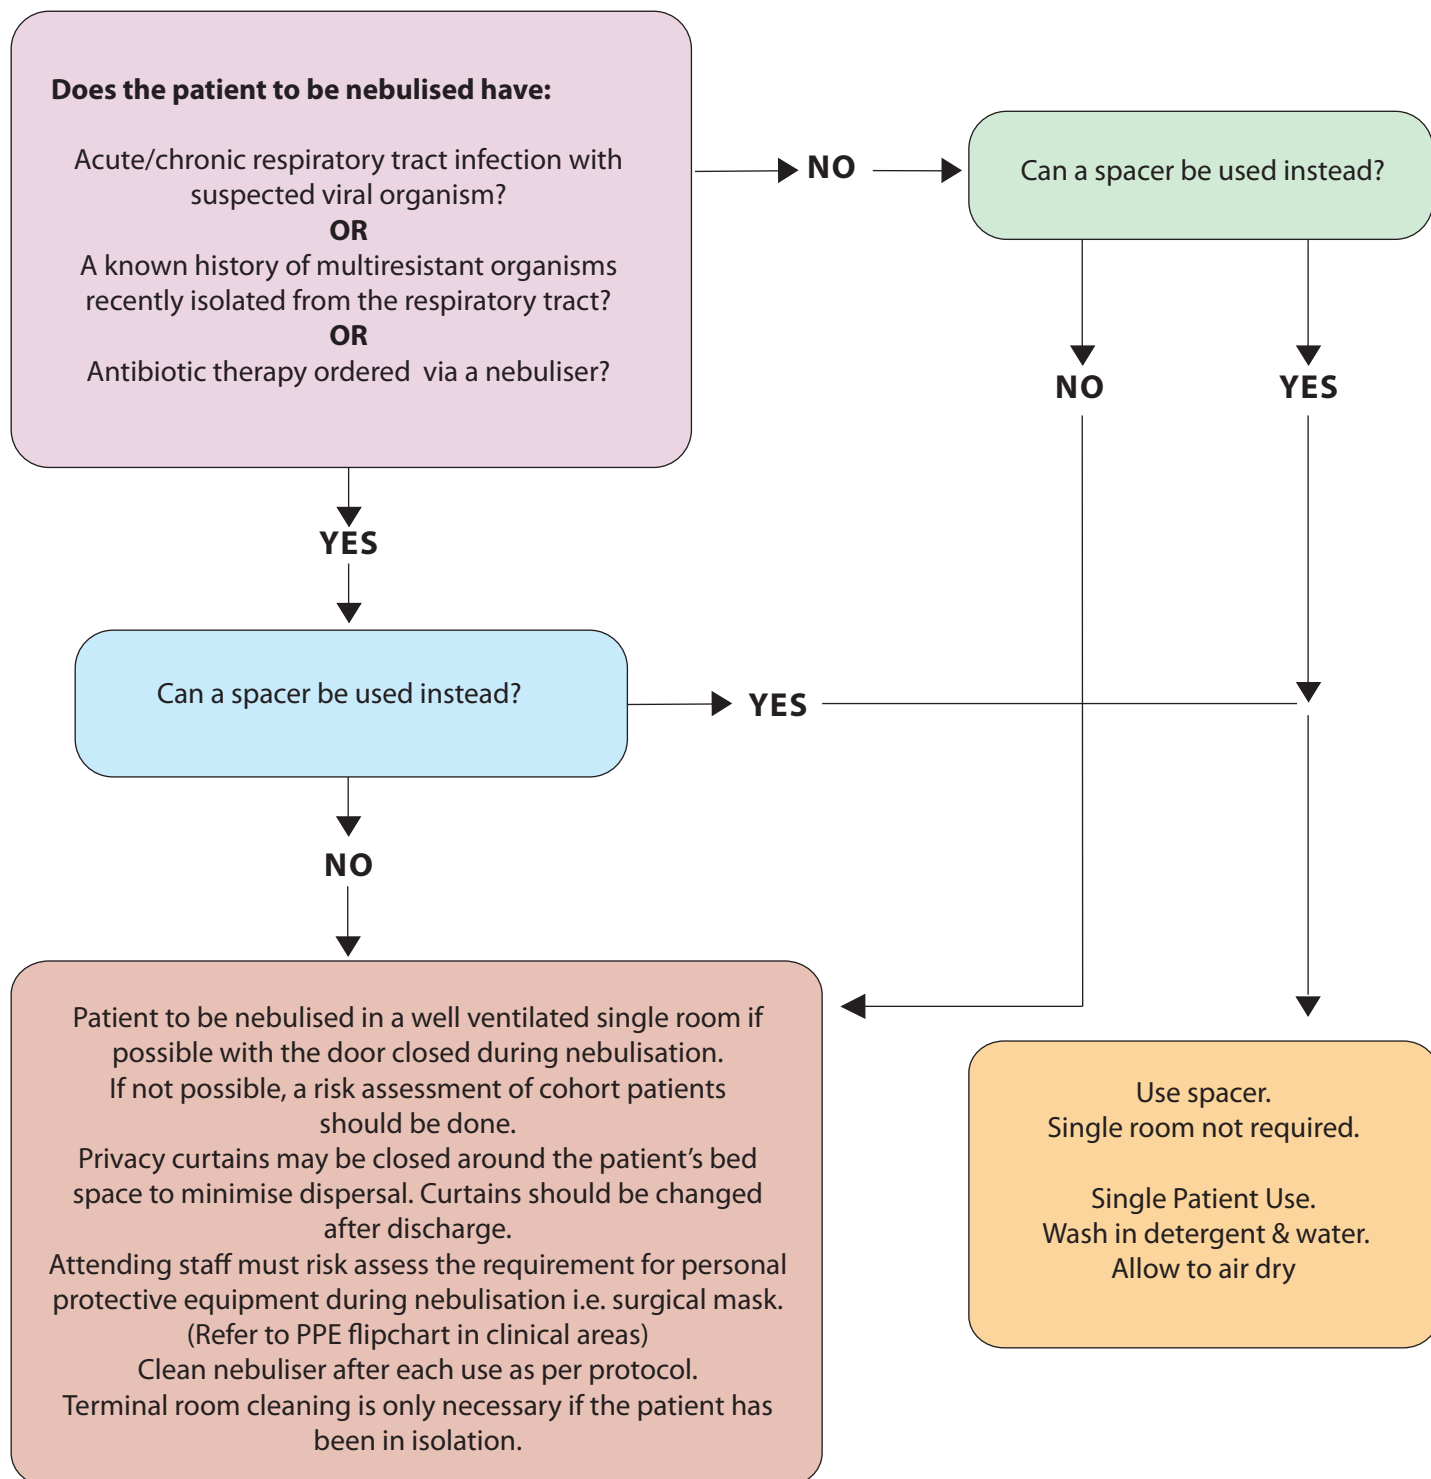 Does the patient to be nebulised have:
Acute/chronic respiratory tract infection with
suspected viral organism?
OR
A known history of multiresistant organisms
recently isolated from the respiratory tract?
OR
Antibiotic therapy ordered  via a nebuliser?
NO
Can a spacer be used instead?
NO
YES
YES
Can a spacer be used instead?
YES
NO
Patient to be nebulised in a well ventilated single room if
possible with the door closed during nebulisation.
If not possible, a risk assessment of cohort patients
should be done.
Privacy curtains may be closed around the patient’s bed
space to minimise dispersal. Curtains should be changed
after discharge.
Attending staff must risk assess the requirement for personal
protective equipment during nebulisation i.e. surgical mask.
(Refer to PPE flipchart in clinical areas)
Clean nebuliser after each use as per protocol.
Terminal room cleaning is only necessary if the patient has
been in isolation.
Use spacer.
Single room not required.
Single Patient Use.
Wash in detergent & water.
Allow to air dry